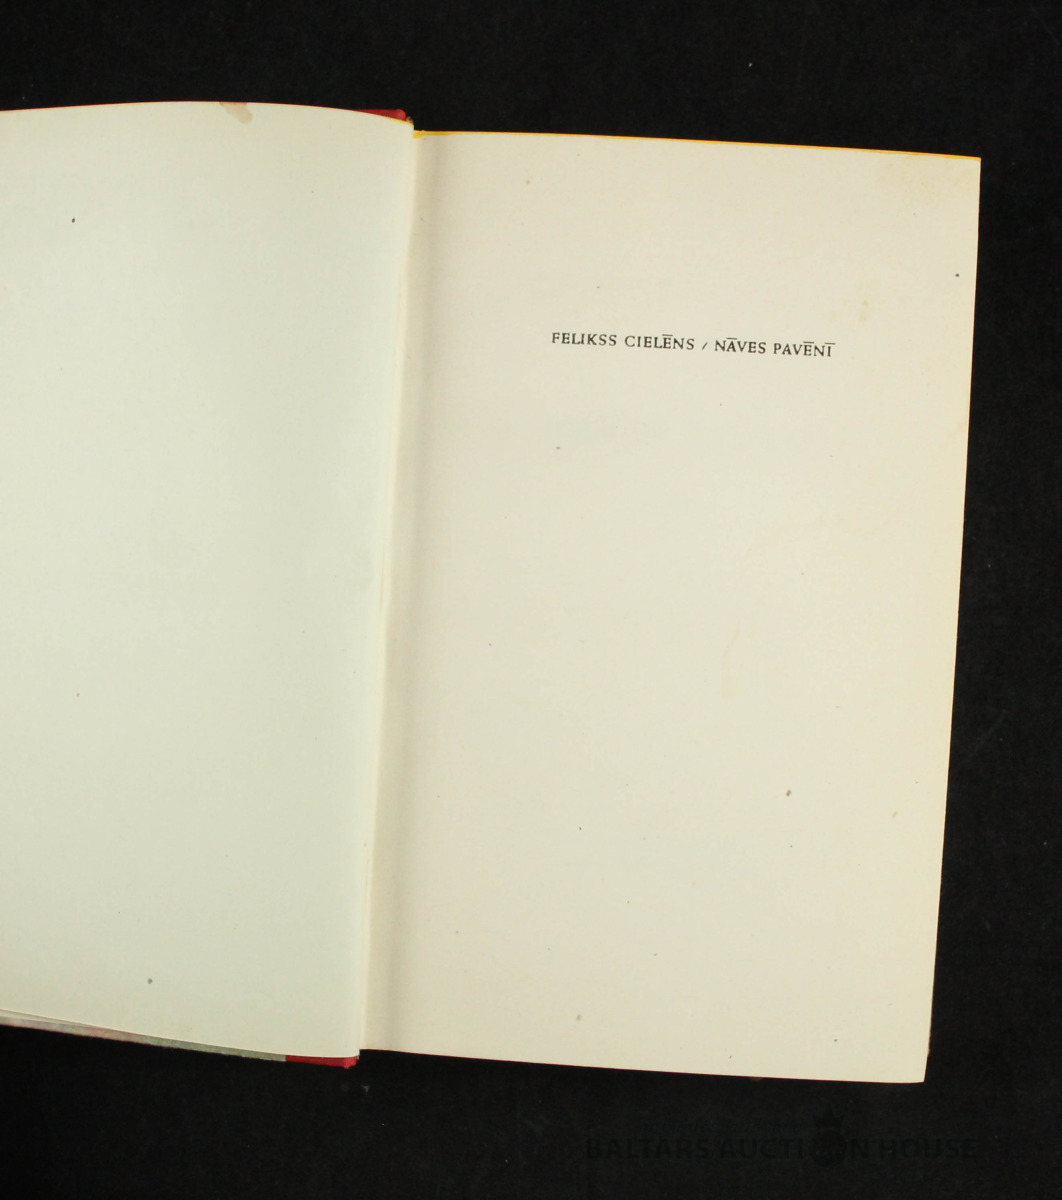 FELIKSS CIELĒNS / NĀVES PAVĒNĪ
BALTARS AUCTION HOUSE